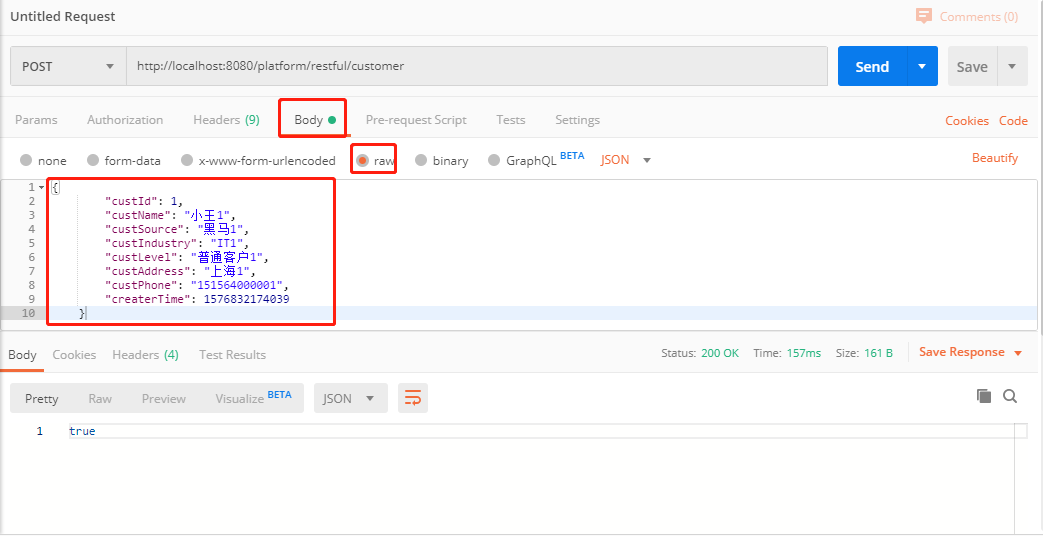 Untitled Request
Comments (0)
POST
http://localhost:8080/platform/restful/customer
Send
Save
Params Authorization Headers (9) Body Pre-request Script Tests Settings Cookies Code
none form-data x-www-form-urlencoded raw binary GraphQL BETA JSON Beautify
1 {
2 "custId": 1,
3 "custName": "小王1",
4 "custSource": "黑马1",
5 "custIndustry": "IT1",
6 "custLevel": "普通客户1",
7 "custAddress": "上海1",
8 "custPhone": "151564000001",
9 "createrTime": 1576832174039
10 }
Body Cookies Headers (4) Test Results Status: 200 OK Time: 157ms Size: 161 B Save Response
Pretty Raw Preview Visualize BETA JSON
1 true